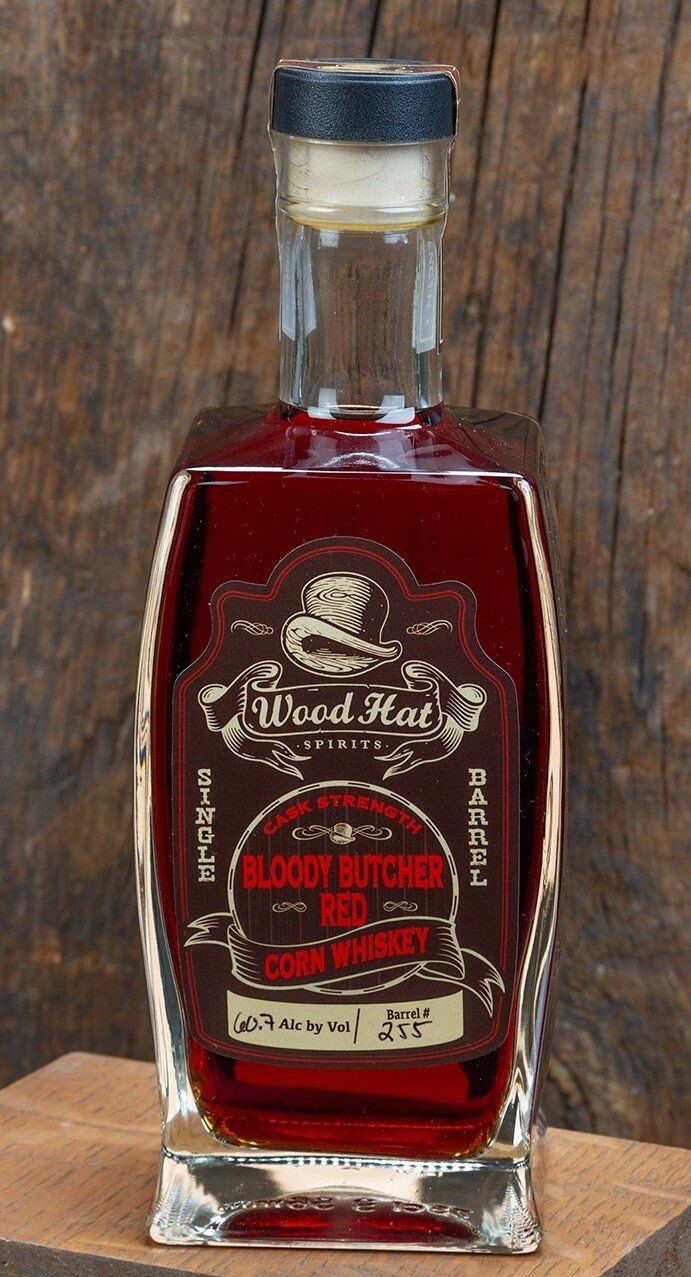 Wood Hat
·SPIRITS·
SINGLE
BARREL
CASK STRENGTH
BLOODY BUTCHER
RED
CORN WHISKEY
60.7 Alc by Vol
Barrel #
255